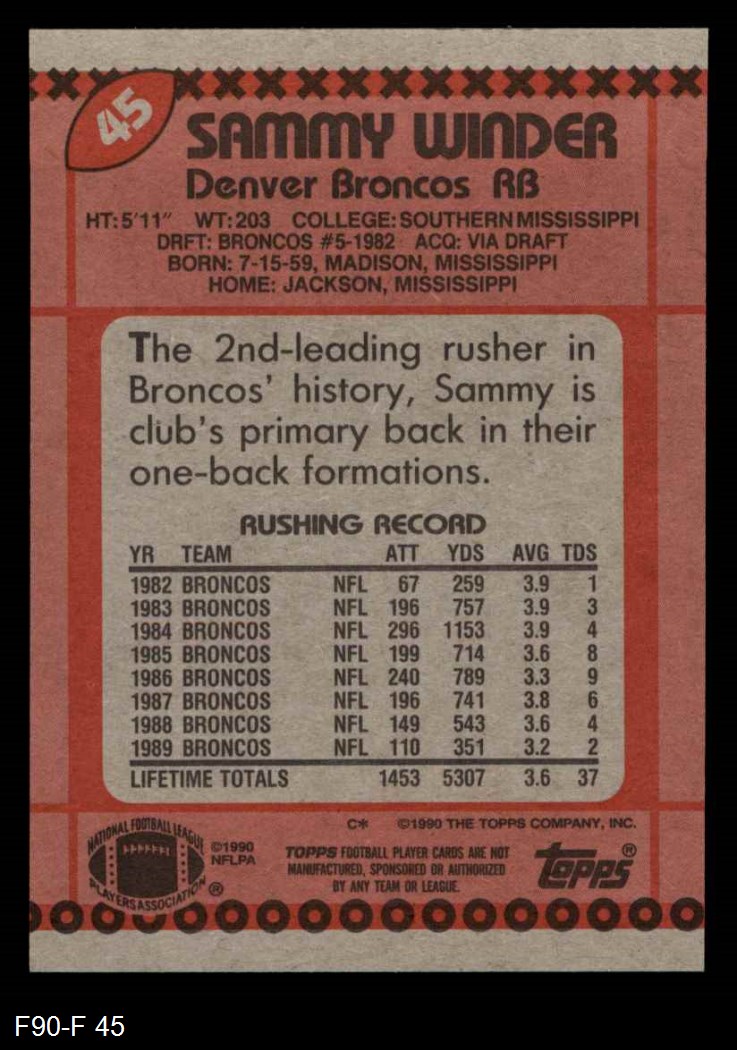 45
SAMMY WINDER
Denver Broncos RB
HT: 5'11" WT: 203 COLLEGE: SOUTHERN MISSISSIPPI
DRFT: BRONCOS #5-1982 ACQ: VIA DRAFT
BORN: 7-15-59, MADISON, MISSISSIPPI
HOME: JACKSON, MISSISSIPPI
The 2nd-leading rusher in
Broncos' history, Sammy is
club's primary back in their
one-back formations.
RUSHING RECORD
YR TEAM ATT YDS AVG TDS
1982 BRONCOS NFL 67 259 3.9 1
1983 BRONCOS NFL 196 757 3.9 3
1984 BRONCOS NFL 296 1153 3.9 4
1985 BRONCOS NFL 199 714 3.6 8
1986 BRONCOS NFL 240 789 3.3 9
1987 BRONCOS NFL 196 741 3.8 6
1988 BRONCOS NFL 149 543 3.6 4
1989 BRONCOS NFL 110 351 3.2 2
LIFETIME TOTALS 1453 5307 3.6 37
C* ©1990 THE TOPPS COMPANY, INC.
NATIONAL FOOTBALL LEAGUE
PLAYERS ASSOCIATION ®
©1990
NFLPA
TOPPS FOOTBALL PLAYER CARDS ARE NOT
MANUFACTURED, SPONSORED OR AUTHORIZED
BY ANY TEAM OR LEAGUE.
topps ®
F90-F 45